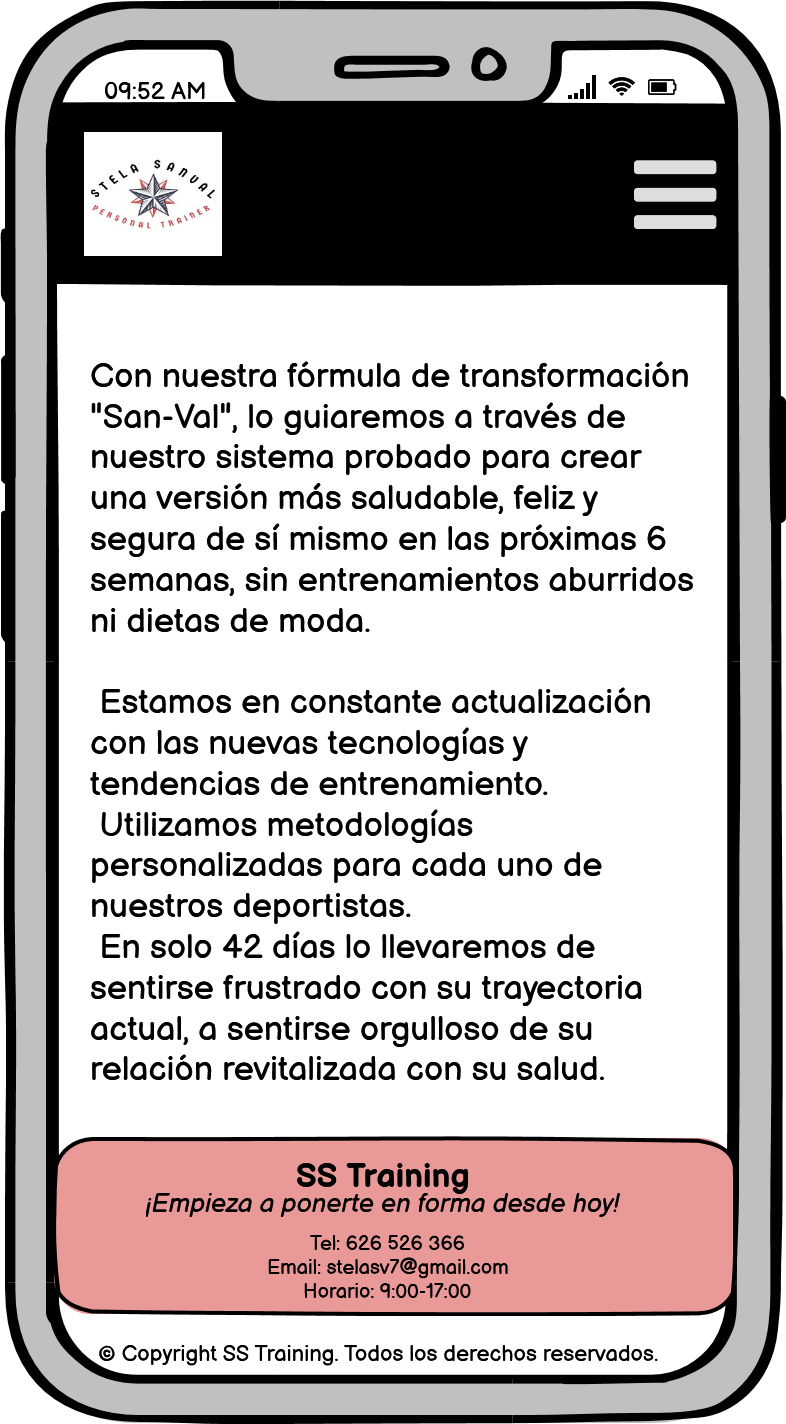 09:52 AM
STELA SANVAL
PERSONAL TRAINER
Con nuestra fórmula de transformación
"San-Val", lo guiaremos a través de
nuestro sistema probado para crear
una versión más saludable, feliz y
segura de sí mismo en las próximas 6
semanas, sin entrenamientos aburridos
ni dietas de moda.
Estamos en constante actualización
con las nuevas tecnologías y
tendencias de entrenamiento.
Utilizamos metodologías
personalizadas para cada uno de
nuestros deportistas.
En solo 42 días lo llevaremos de
sentirse frustrado con su trayectoria
actual, a sentirse orgulloso de su
relación revitalizada con su salud.
SS Training
¡Empieza a ponerte en forma desde hoy!
Tel: 626 526 366
Email: stelasv7@gmail.com
Horario: 9:00-17:00
© Copyright SS Training. Todos los derechos reservados.